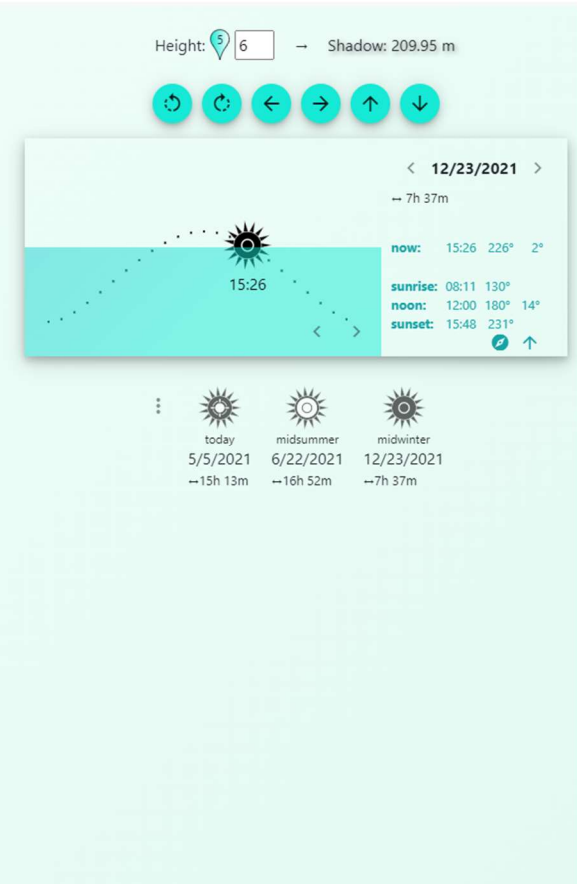 Height: 5 6 → Shadow: 209.95 m
12/23/2021
↔ 7h 37m
now: 15:26 226° 2°
15:26
sunrise: 08:11 130°
noon: 12:00 180° 14°
sunset: 15:48 231°
today midsummer midwinter
5/5/2021 6/22/2021 12/23/2021
↔15h 13m ↔16h 52m ↔7h 37m